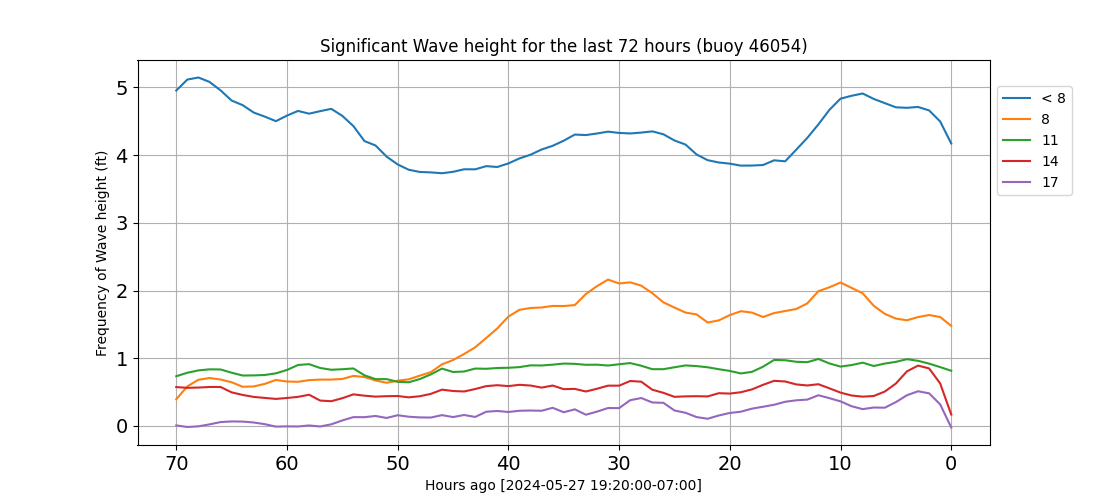 Significant Wave height for the last 72 hours (buoy 46054)
Frequency of Wave height (ft)
5
4
3
2
1
0
70 60 50 40 30 20 10 0
Hours ago [2024-05-27 19:20:00-07:00]
< 8
8
11
14
17